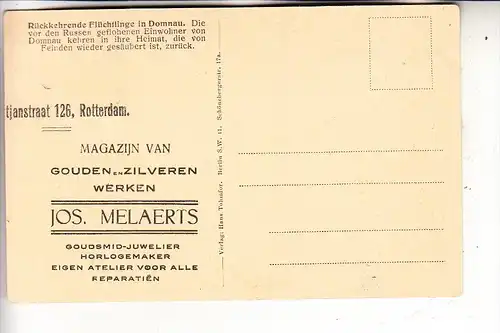 Rückkehrende Flüchtlinge in Domnau. Die
vor den Russen geflohenen Einwohner von
Domnau kehren in ihre Heimat, die von
Feinden wieder gesäubert ist, zurück.
tjanstraat 126, Rotterdam.
MAGAZIJN VAN
GOUDEN EN ZILVEREN
WERKEN
JOS. MELAERTS
GOUDSMID-JUWELIER
HORLOGEMAKER
EIGEN ATELIER VOOR ALLE
REPARATIËN
Verlag: Hans Berlin S.W. 11. Schönebergerstr. 17a.